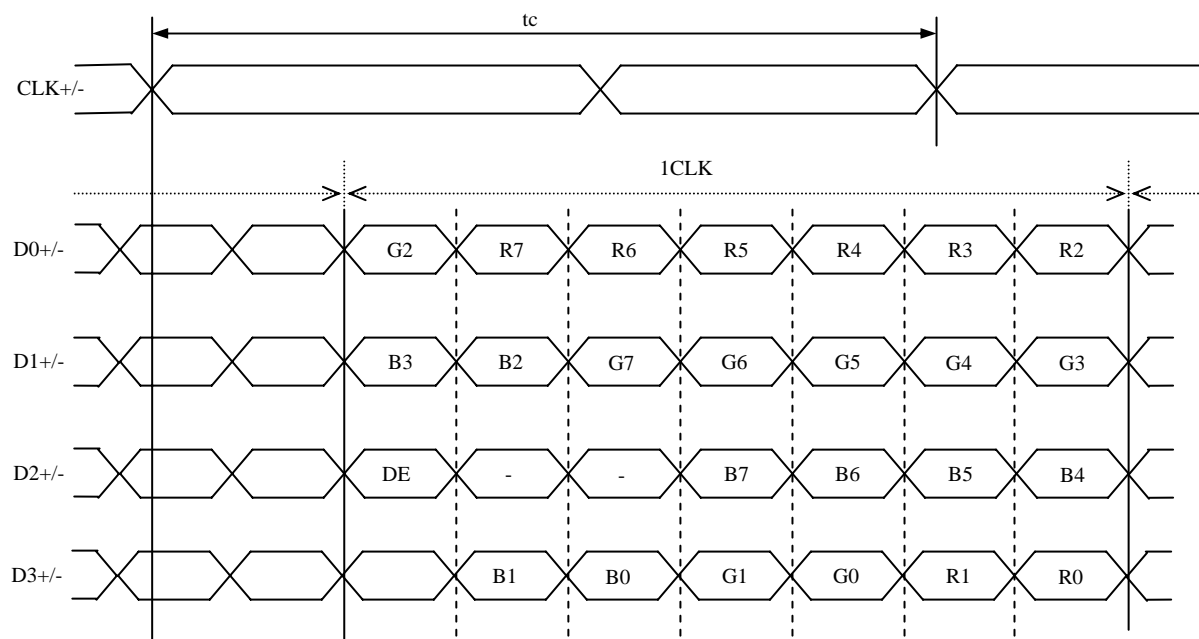 tc
CLK+/-
1CLK
D0+/- G2 R7 R6 R5 R4 R3 R2
D1+/- B3 B2 G7 G6 G5 G4 G3
D2+/- DE - - B7 B6 B5 B4
D3+/- B1 B0 G1 G0 R1 R0